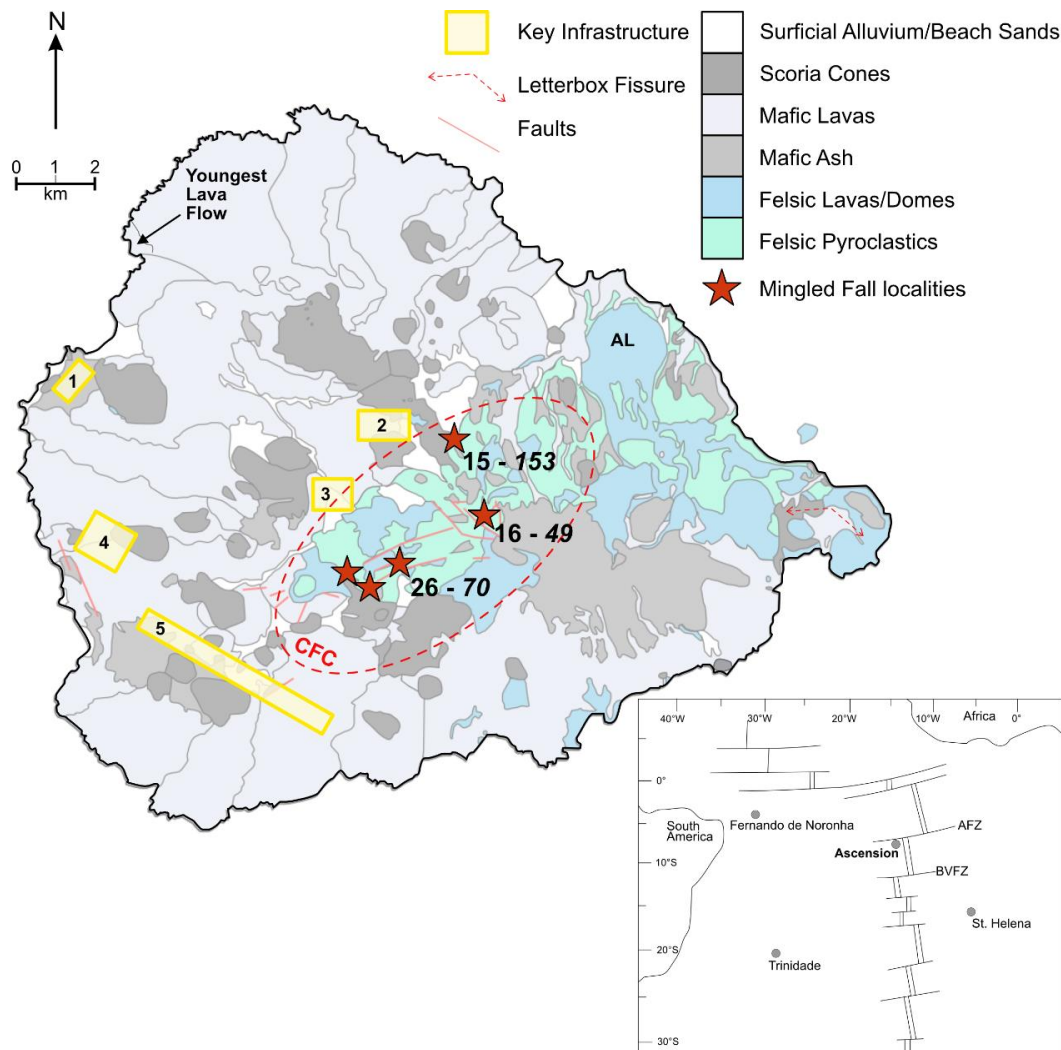 N
0 1 2
km
Key Infrastructure
Letterbox Fissure
Faults
Surficial Alluvium/Beach Sands
Scoria Cones
Mafic Lavas
Mafic Ash
Felsic Lavas/Domes
Felsic Pyroclastics
Mingled Fall localities
Youngest
Lava
Flow
AL
1
2
15 - 153
3
16 - 49
4
26 - 70
5
CFC
40°W 30°W 20°W 10°W Africa 0°
0°
South
America
Fernando de Noronha
AFZ
Ascension
10°S
BVFZ
St. Helena
20°S
Trinidade
30°S